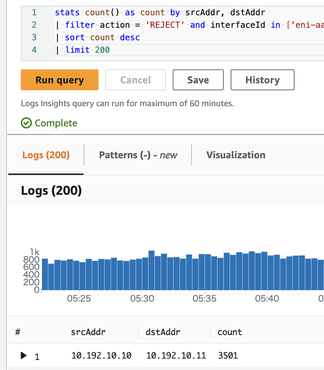 1 stats count() as count by srcAddr, dstAddr
2 | filter action = 'REJECT' and interfaceId in ['eni-aa
3 | sort count desc
4 | limit 200
Run query Cancel Save History
Logs Insights query can run for maximum of 60 minutes.
Complete
Logs (200) Patterns (-) - new Visualization
Logs (200)
1k
800
600
400
200
0
05:25 05:30 05:35 05:40 0
# srcAddr dstAddr count
1 10.192.10.10 10.192.10.11 3501